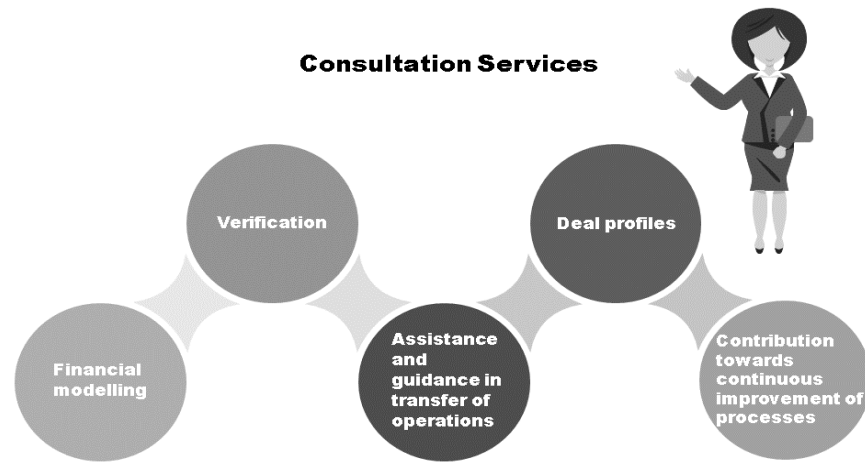 Consultation Services
Verification
Deal profiles
Financial
modelling
Assistance
and
guidance in
transfer of
operations
Contribution
towards
continuous
improvement of
processes